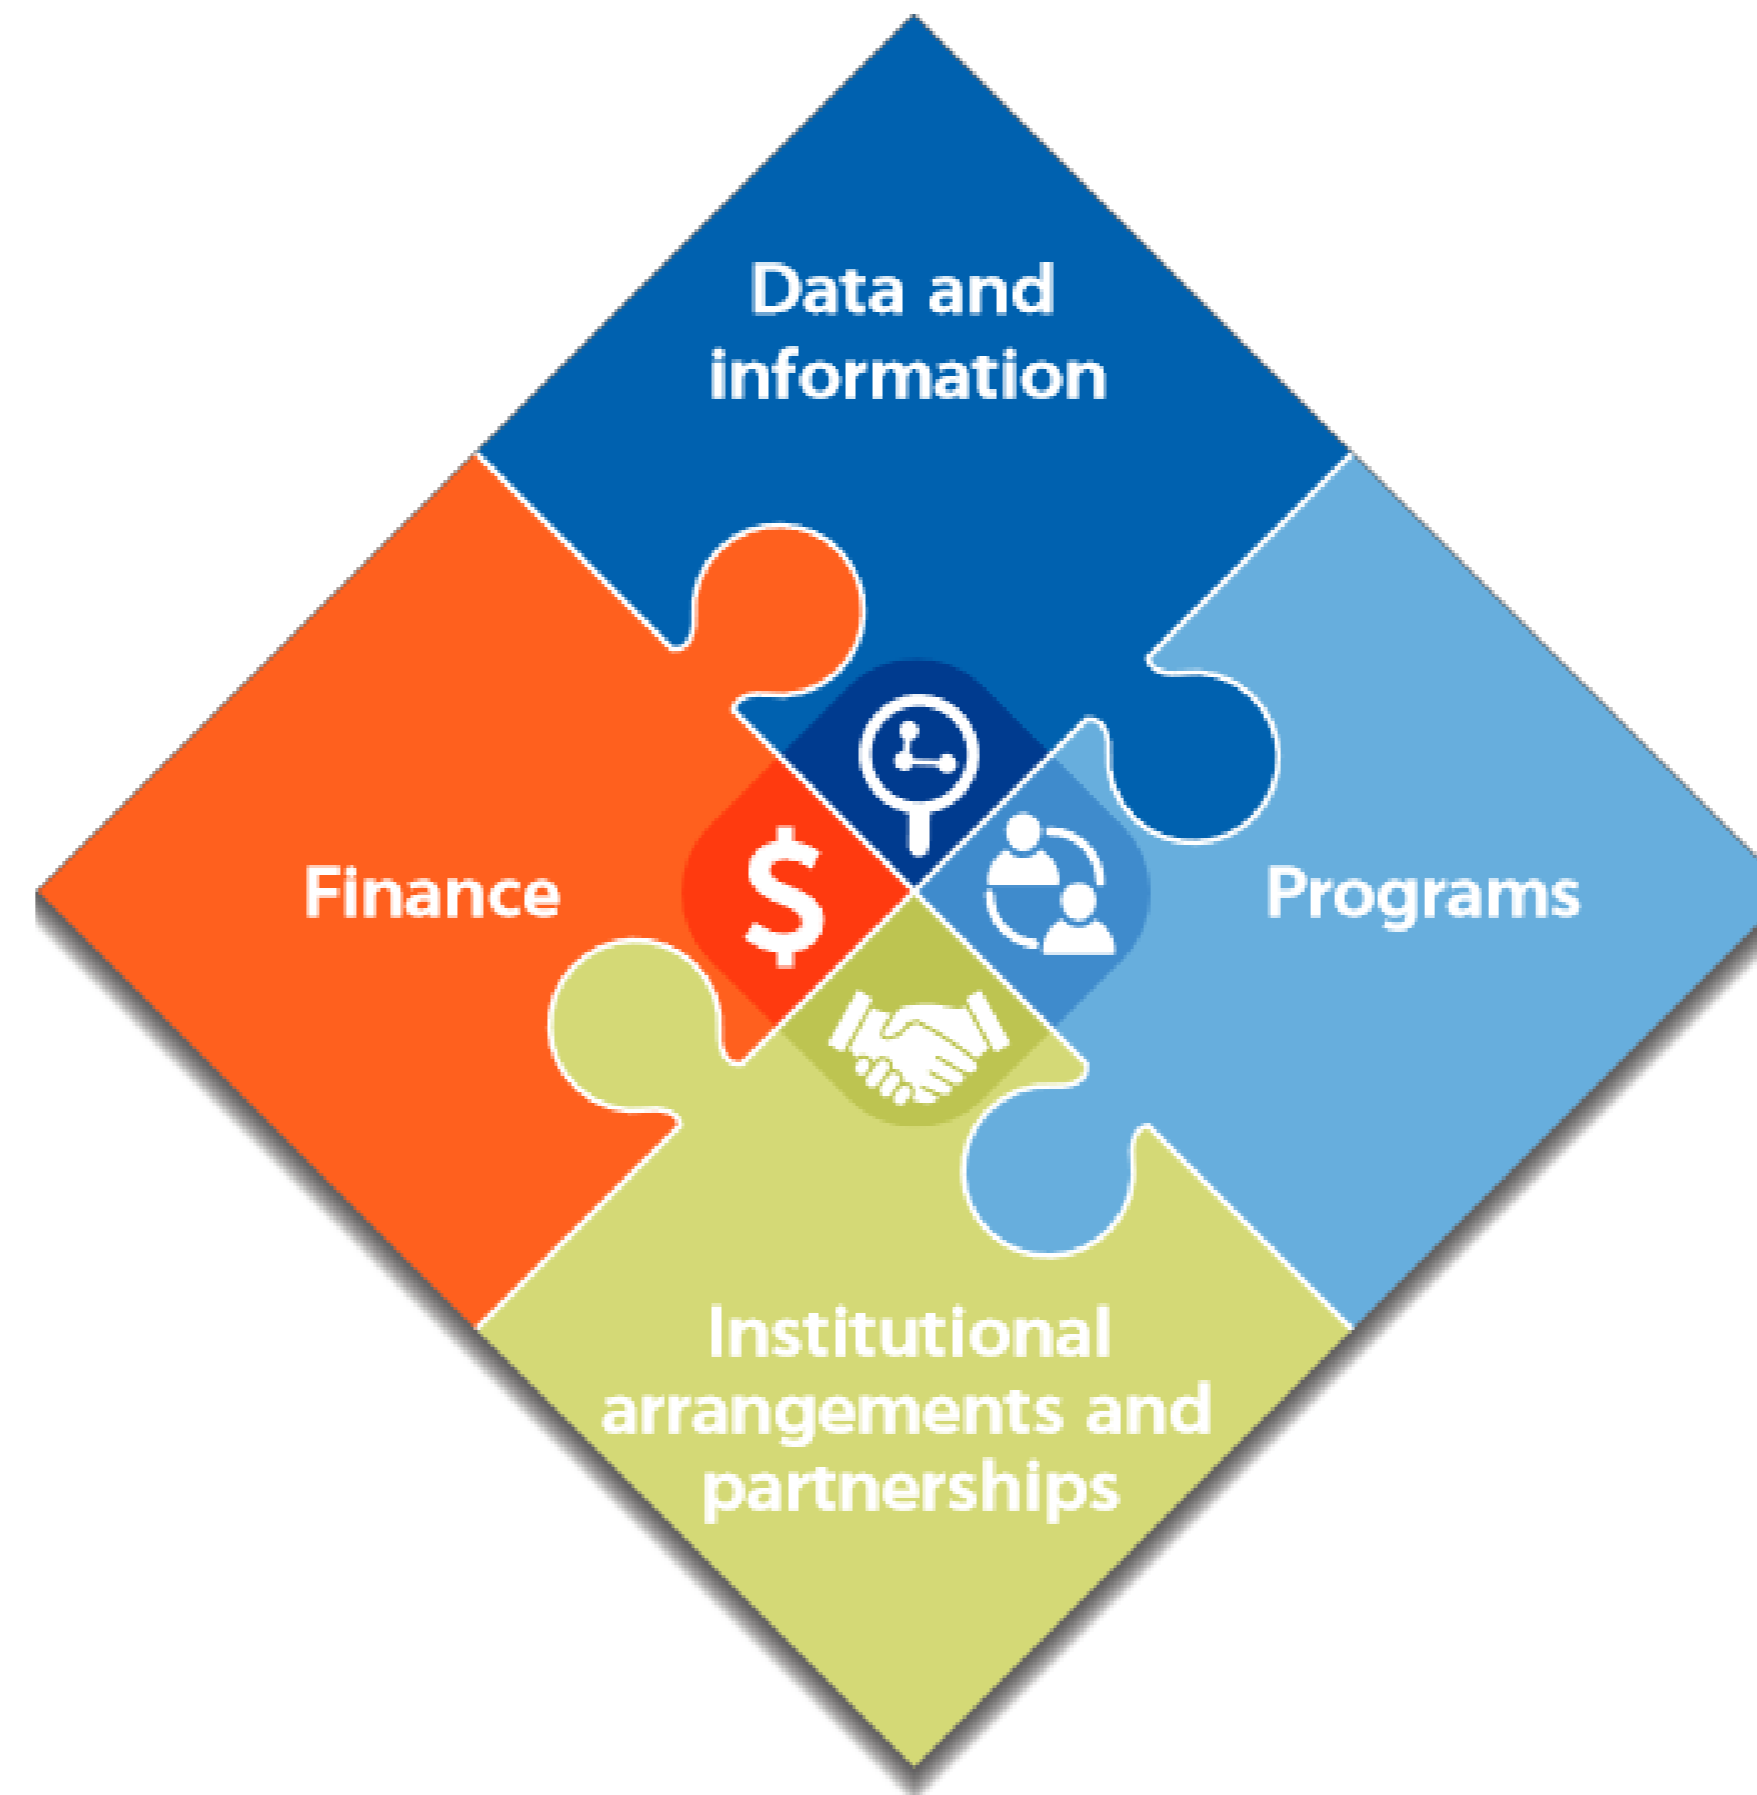 Data and
information
Finance
Programs
Institutional
arrangements and
partnerships